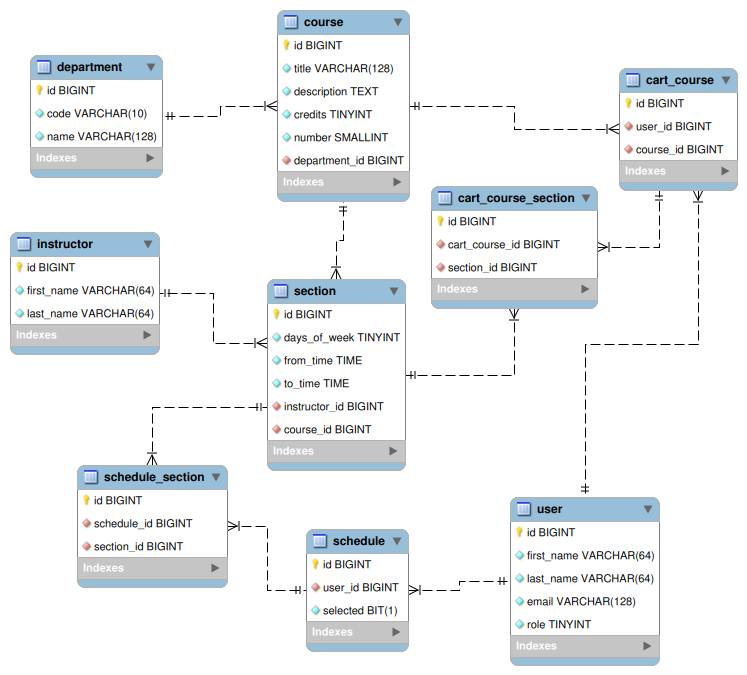 course
id BIGINT
title VARCHAR(128)
description TEXT
credits TINYINT
number SMALLINT
department_id BIGINT
Indexes
department
id BIGINT
code VARCHAR(10)
name VARCHAR(128)
Indexes
cart_course
id BIGINT
user_id BIGINT
course_id BIGINT
Indexes
cart_course_section
id BIGINT
cart_course_id BIGINT
section_id BIGINT
Indexes
instructor
id BIGINT
first_name VARCHAR(64)
last_name VARCHAR(64)
Indexes
section
id BIGINT
days_of_week TINYINT
from_time TIME
to_time TIME
instructor_id BIGINT
course_id BIGINT
Indexes
schedule_section
id BIGINT
schedule_id BIGINT
section_id BIGINT
Indexes
schedule
id BIGINT
user_id BIGINT
selected BIT(1)
Indexes
user
id BIGINT
first_name VARCHAR(64)
last_name VARCHAR(64)
email VARCHAR(128)
role TINYINT
Indexes